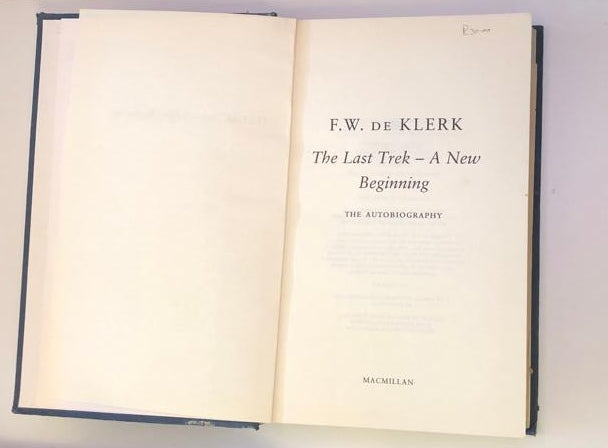 F.W. DE KLERK
The Last Trek – A New
Beginning
THE AUTOBIOGRAPHY
MACMILLAN